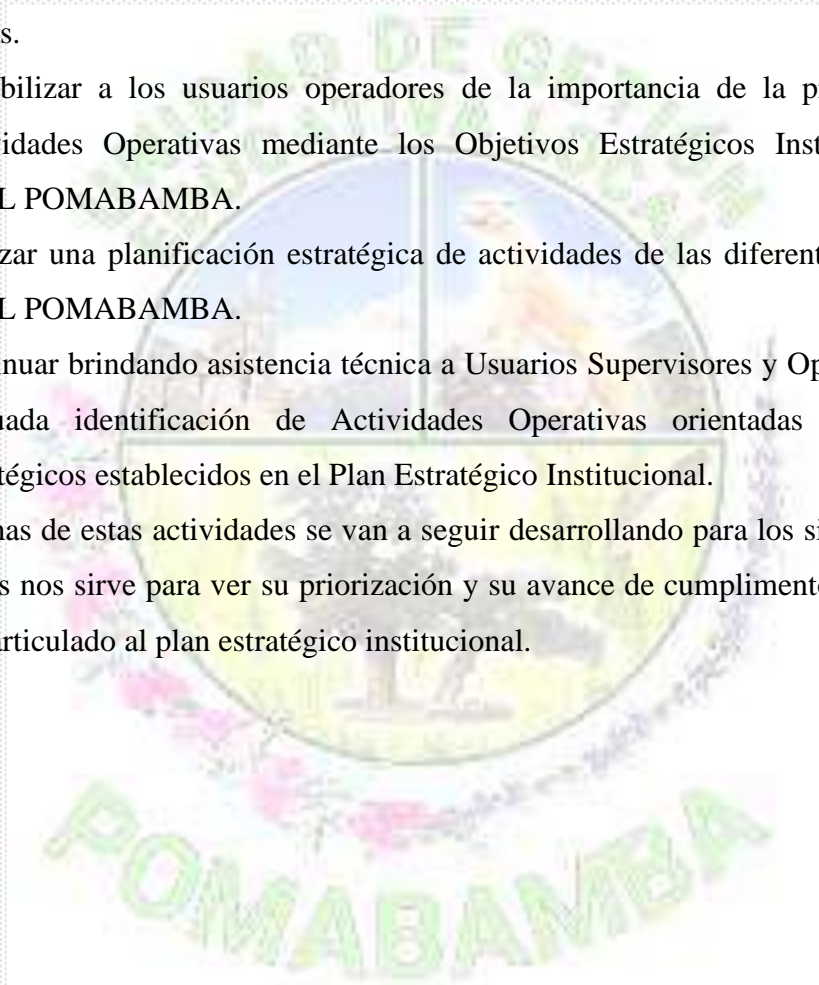 s.
bilizar a los usuarios operadores de la importancia de la p
vidades Operativas mediante los Objetivos Estratégicos Inst
L POMABAMBA.
zar una planificación estratégica de actividades de las diferent
L POMABAMBA.
inuar brindando asistencia técnica a Usuarios Supervisores y Op
uada identificación de Actividades Operativas orientadas
tégicos establecidos en el Plan Estratégico Institucional.
nas de estas actividades se van a seguir desarrollando para los si
s nos sirve para ver su priorización y su avance de cumplimento
articulado al plan estratégico institucional.
POMABAMBA